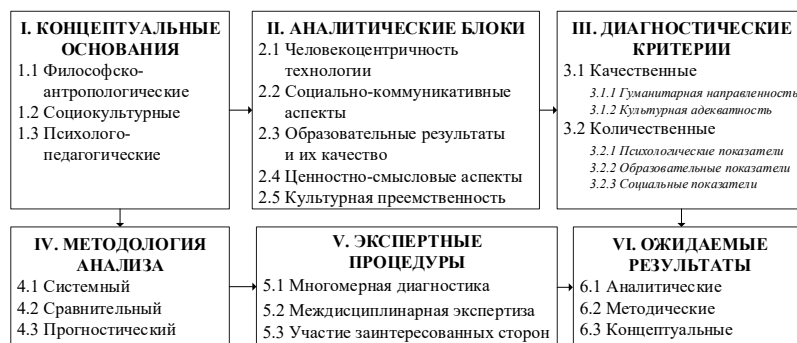 I. КОНЦЕПТУАЛЬНЫЕ
ОСНОВАНИЯ
1.1 Философско-
антропологические
1.2 Социокультурные
1.3 Психолого-
педагогические
II. АНАЛИТИЧЕСКИЕ БЛОКИ
2.1 Человекоцентричность
технологии
2.2 Социально-коммуникативные
аспекты
2.3 Образовательные результаты
и их качество
2.4 Ценностно-смысловые аспекты
2.5 Культурная преемственность
III. ДИАГНОСТИЧЕСКИЕ
КРИТЕРИИ
3.1 Качественные
3.1.1 Гуманитарная направленность
3.1.2 Культурная адекватность
3.2 Количественные
3.2.1 Психологические показатели
3.2.2 Образовательные показатели
3.2.3 Социальные показатели
IV. МЕТОДОЛОГИЯ
АНАЛИЗА
4.1 Системный
4.2 Сравнительный
4.3 Прогностический
V. ЭКСПЕРТНЫЕ
ПРОЦЕДУРЫ
5.1 Многомерная диагностика
5.2 Междисциплинарная экспертиза
5.3 Участие заинтересованных сторон
VI. ОЖИДАЕМЫЕ
РЕЗУЛЬТАТЫ
6.1 Аналитические
6.2 Методические
6.3 Концептуальные